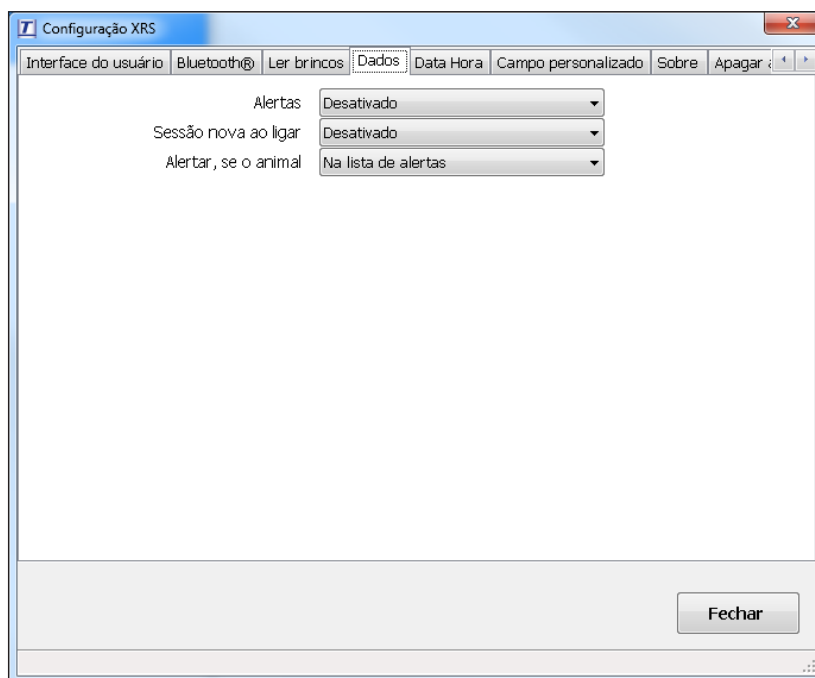 Configuração XRS
Interface do usuário Bluetooth® Ler brincos Dados Data Hora Campo personalizado Sobre Apagar
Alertas Desativado
Sessão nova ao ligar Desativado
Alertar, se o animal Na lista de alertas
Fechar